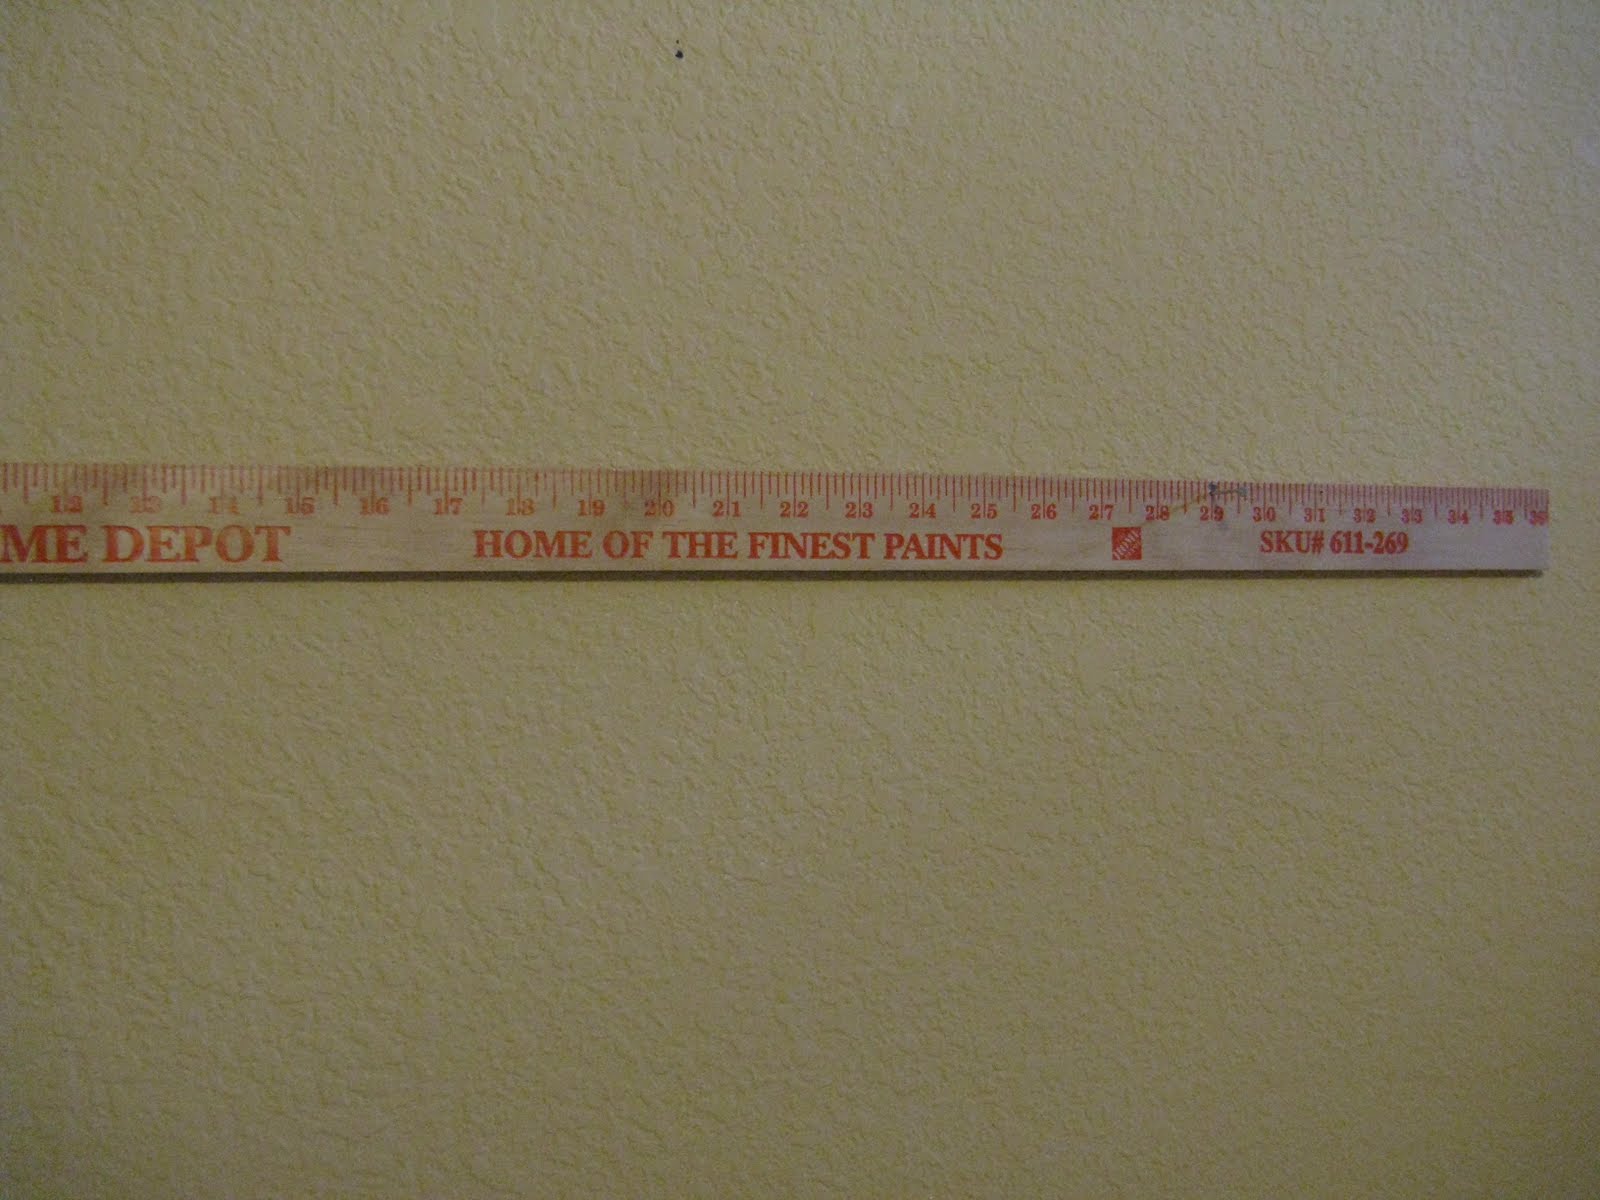 12 13 14 15 16 17 18 19 20 21 22 23 24 25 26 27 28 29 30 31 32 33 34 35 36
ME DEPOT HOME OF THE FINEST PAINTS SKU# 611-269